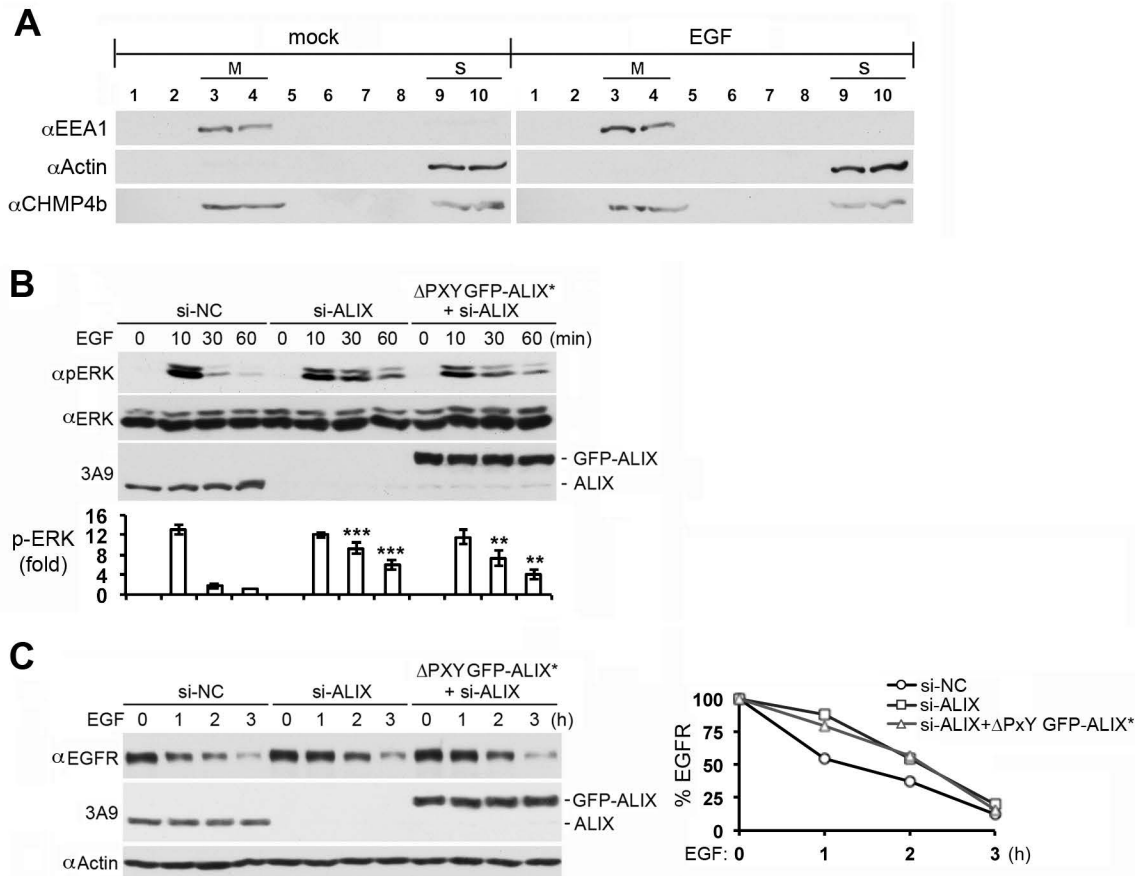 A
mock EGF
M S M S
1 2 3 4 5 6 7 8 9 10 1 2 3 4 5 6 7 8 9 10
αEEA1
αActin
αCHMP4b
B
si-NC si-ALIX ΔPXY GFP-ALIX* + si-ALIX
EGF 0 10 30 60 0 10 30 60 0 10 30 60 (min)
αpERK
αERK
3A9
- GFP-ALIX
- ALIX
p-ERK (fold)
16
12
8
4
0
*** *** ** **
C
si-NC si-ALIX ΔPXY GFP-ALIX* + si-ALIX
EGF 0 1 2 3 0 1 2 3 0 1 2 3 (h)
αEGFR
3A9
-GFP-ALIX
- ALIX
αActin
si-NC
si-ALIX
si-ALIX+ΔPxY GFP-ALIX*
% EGFR
100
75
50
25
0
EGF: 0 1 2 3 (h)